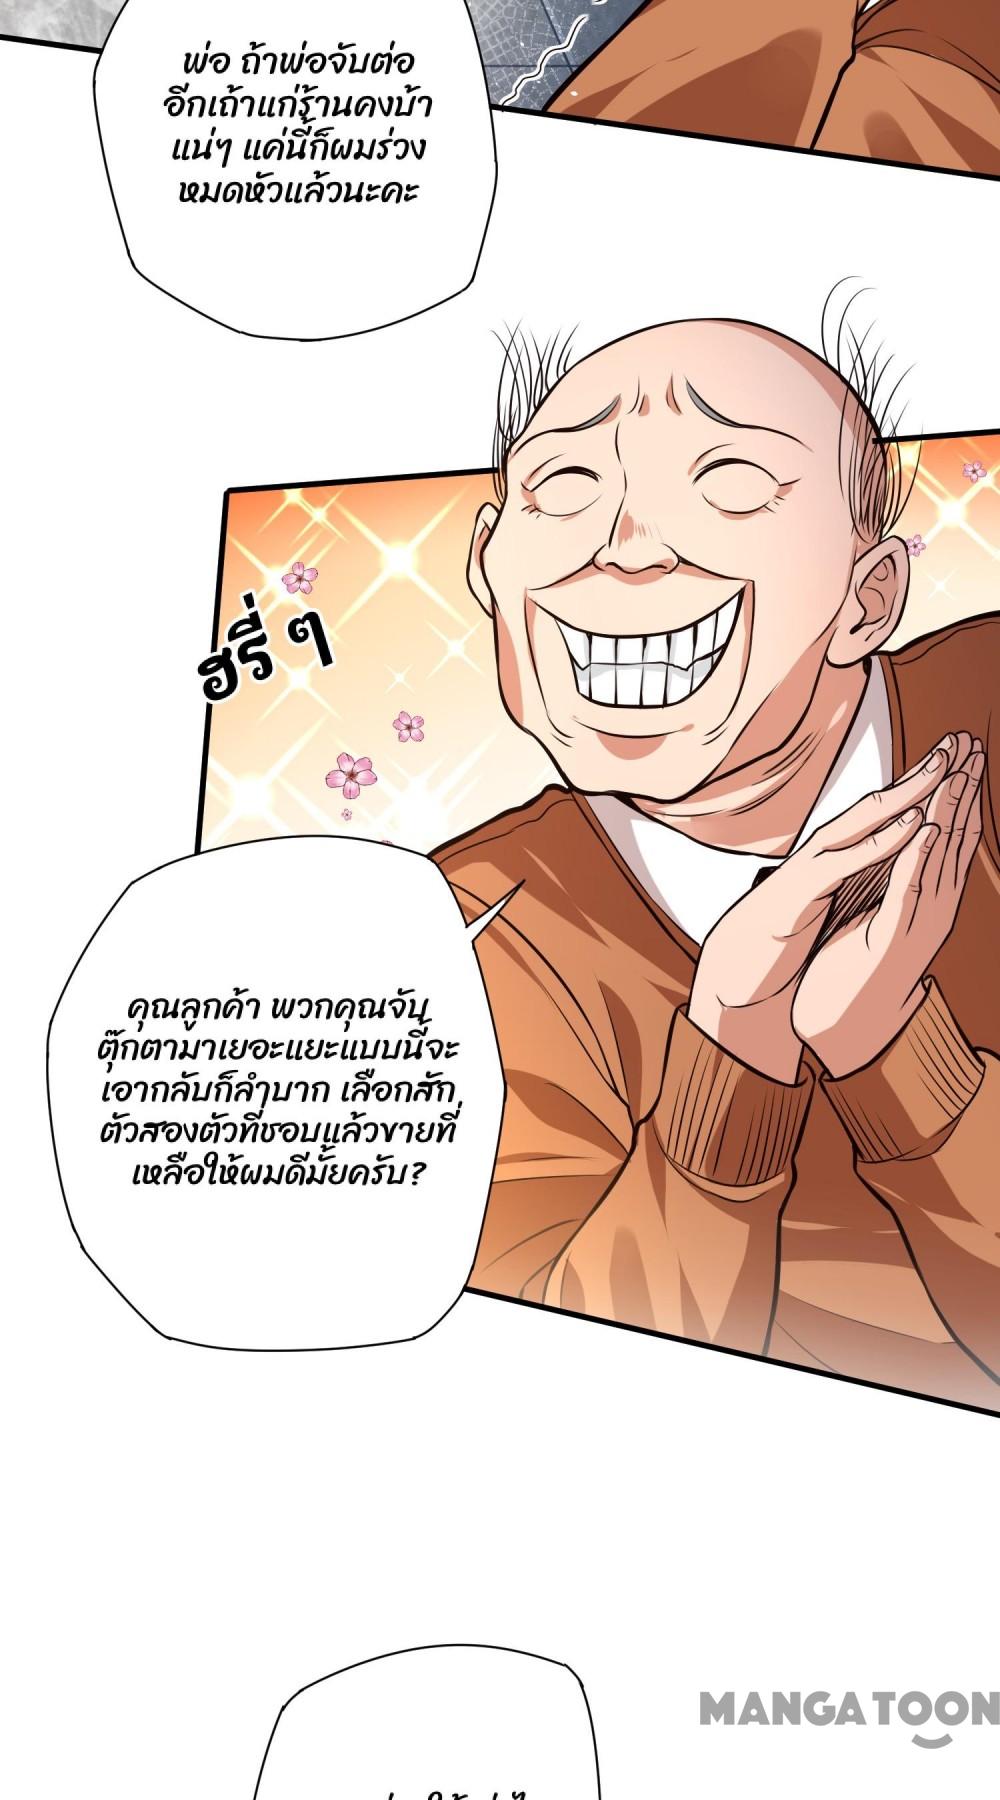 พ่อ ถ้าพ่อจับต่อ
อีกเถ้าแก่ร้านคงบ้า
แน่ๆ แค่นี้ก็ผมร่วง
หมดหัวแล้วนะคะ
ฮรี่ ๆ
คุณลูกค้า พวกคุณจับ
ตุ๊กตามาเยอะแยะแบบนี้จะ
เอากลับก็ลำบาก เลือกสัก
ตัวสองตัวที่ชอบแล้วขายที่
เหลือให้ผมดีมั้ยครับ?
MANGATOON